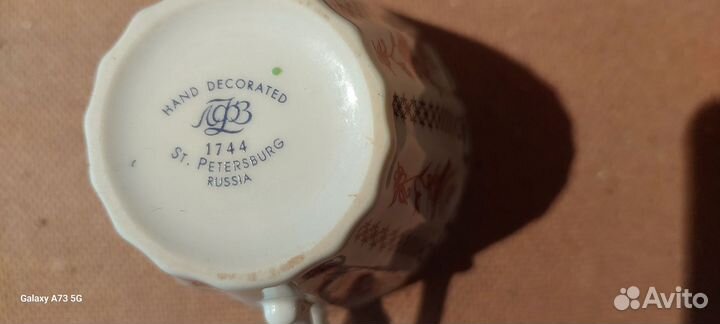 HAND DECORATED
ЛФЗ
1744
ST. PETERSBURG
RUSSIA
Galaxy A73 5G
Avito